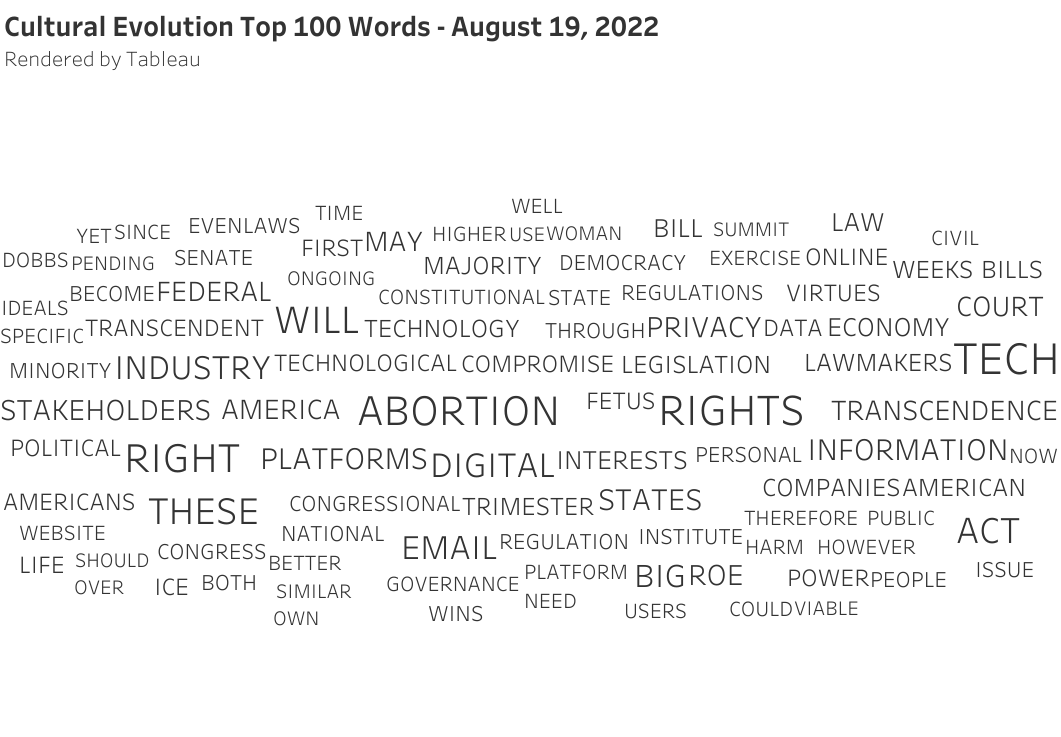 Cultural Evolution Top 100 Words - August 19, 2022
Rendered by Tableau
WELL
TIME
YET SINCE EVEN LAWS HIGHER USE WOMAN BILL SUMMIT LAW
FIRST MAY CIVIL
DOBBS PENDING SENATE MAJORITY DEMOCRACY EXERCISE ONLINE WEEKS BILLS
ONGOING
IDEALS BECOME FEDERAL CONSTITUTIONAL STATE REGULATIONS VIRTUES COURT
SPECIFIC TRANSCENDENT WILL TECHNOLOGY THROUGH PRIVACY DATA ECONOMY
MINORITY INDUSTRY TECHNOLOGICAL COMPROMISE LEGISLATION LAWMAKERS TECH
STAKEHOLDERS AMERICA ABORTION FETUS RIGHTS TRANSCENDENCE
POLITICAL RIGHT PLATFORMS DIGITAL INTERESTS PERSONAL INFORMATION NOW
AMERICANS THESE CONGRESSIONAL TRIMESTER STATES COMPANIES AMERICAN
WEBSITE NATIONAL THEREFORE PUBLIC ACT
LIFE SHOULD CONGRESS BETTER EMAIL REGULATION INSTITUTE HARM HOWEVER
OVER ICE BOTH SIMILAR GOVERNANCE PLATFORM BIG ROE POWER PEOPLE ISSUE
OWN WINS NEED USERS COULD VIABLE